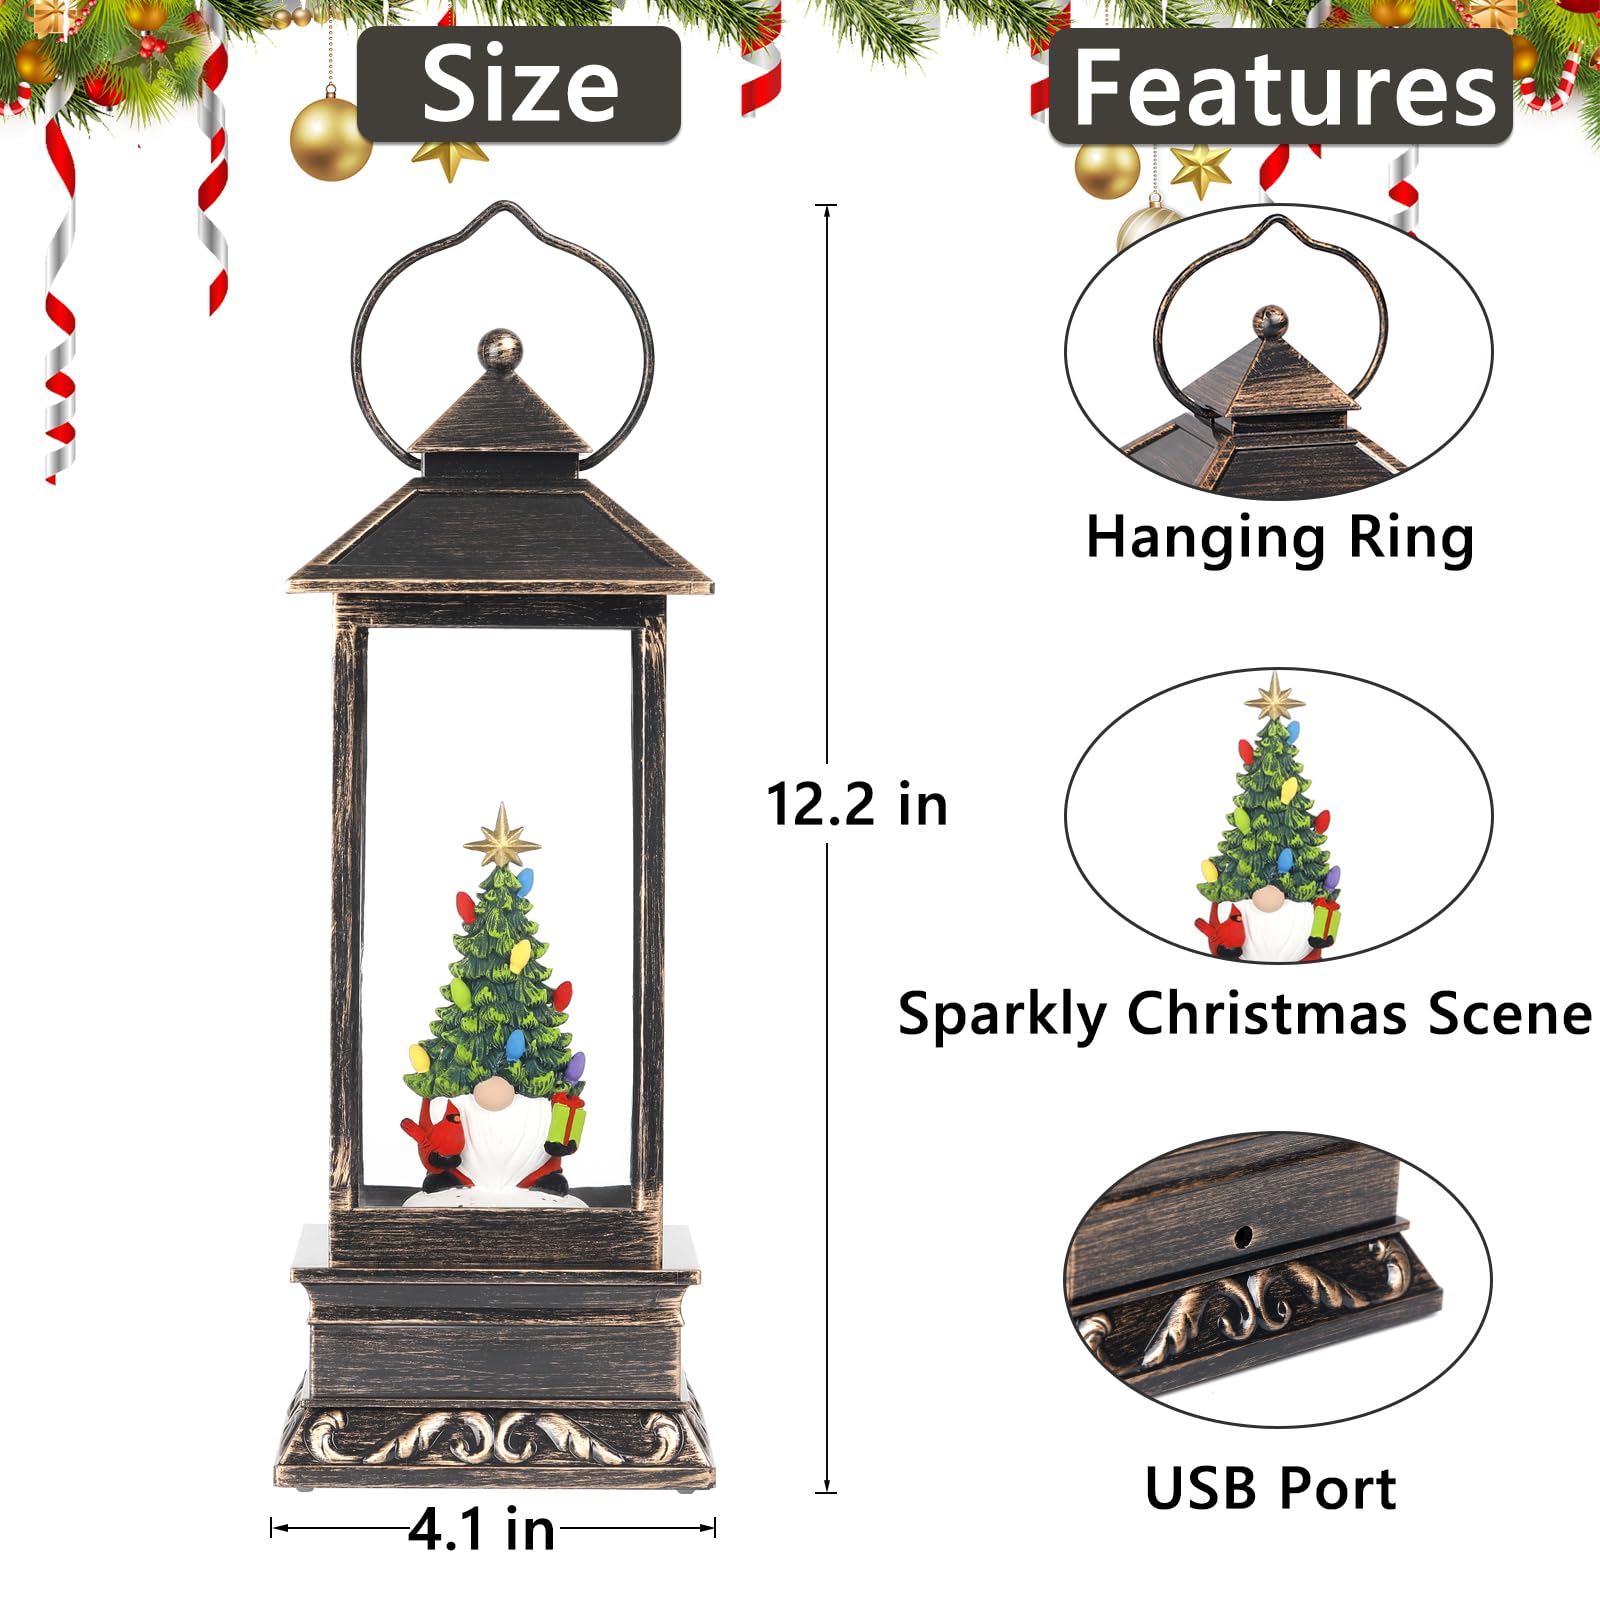 Size
Features
12.2 in
4.1 in
Hanging Ring
Sparkly Christmas Scene
USB Port